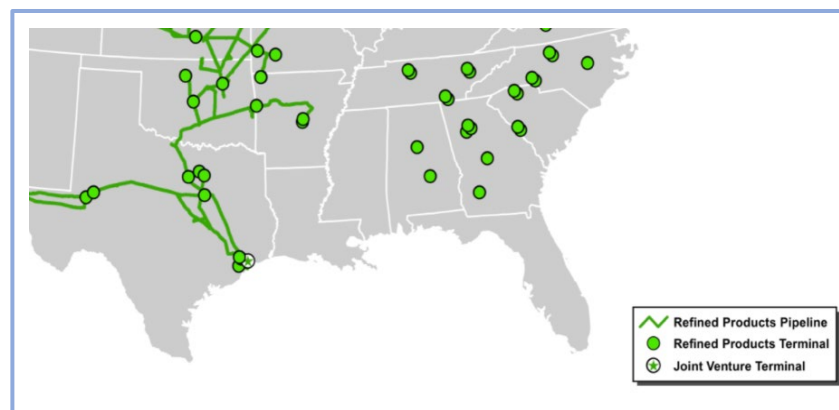 Refined Products Pipeline
Refined Products Terminal
Joint Venture Terminal